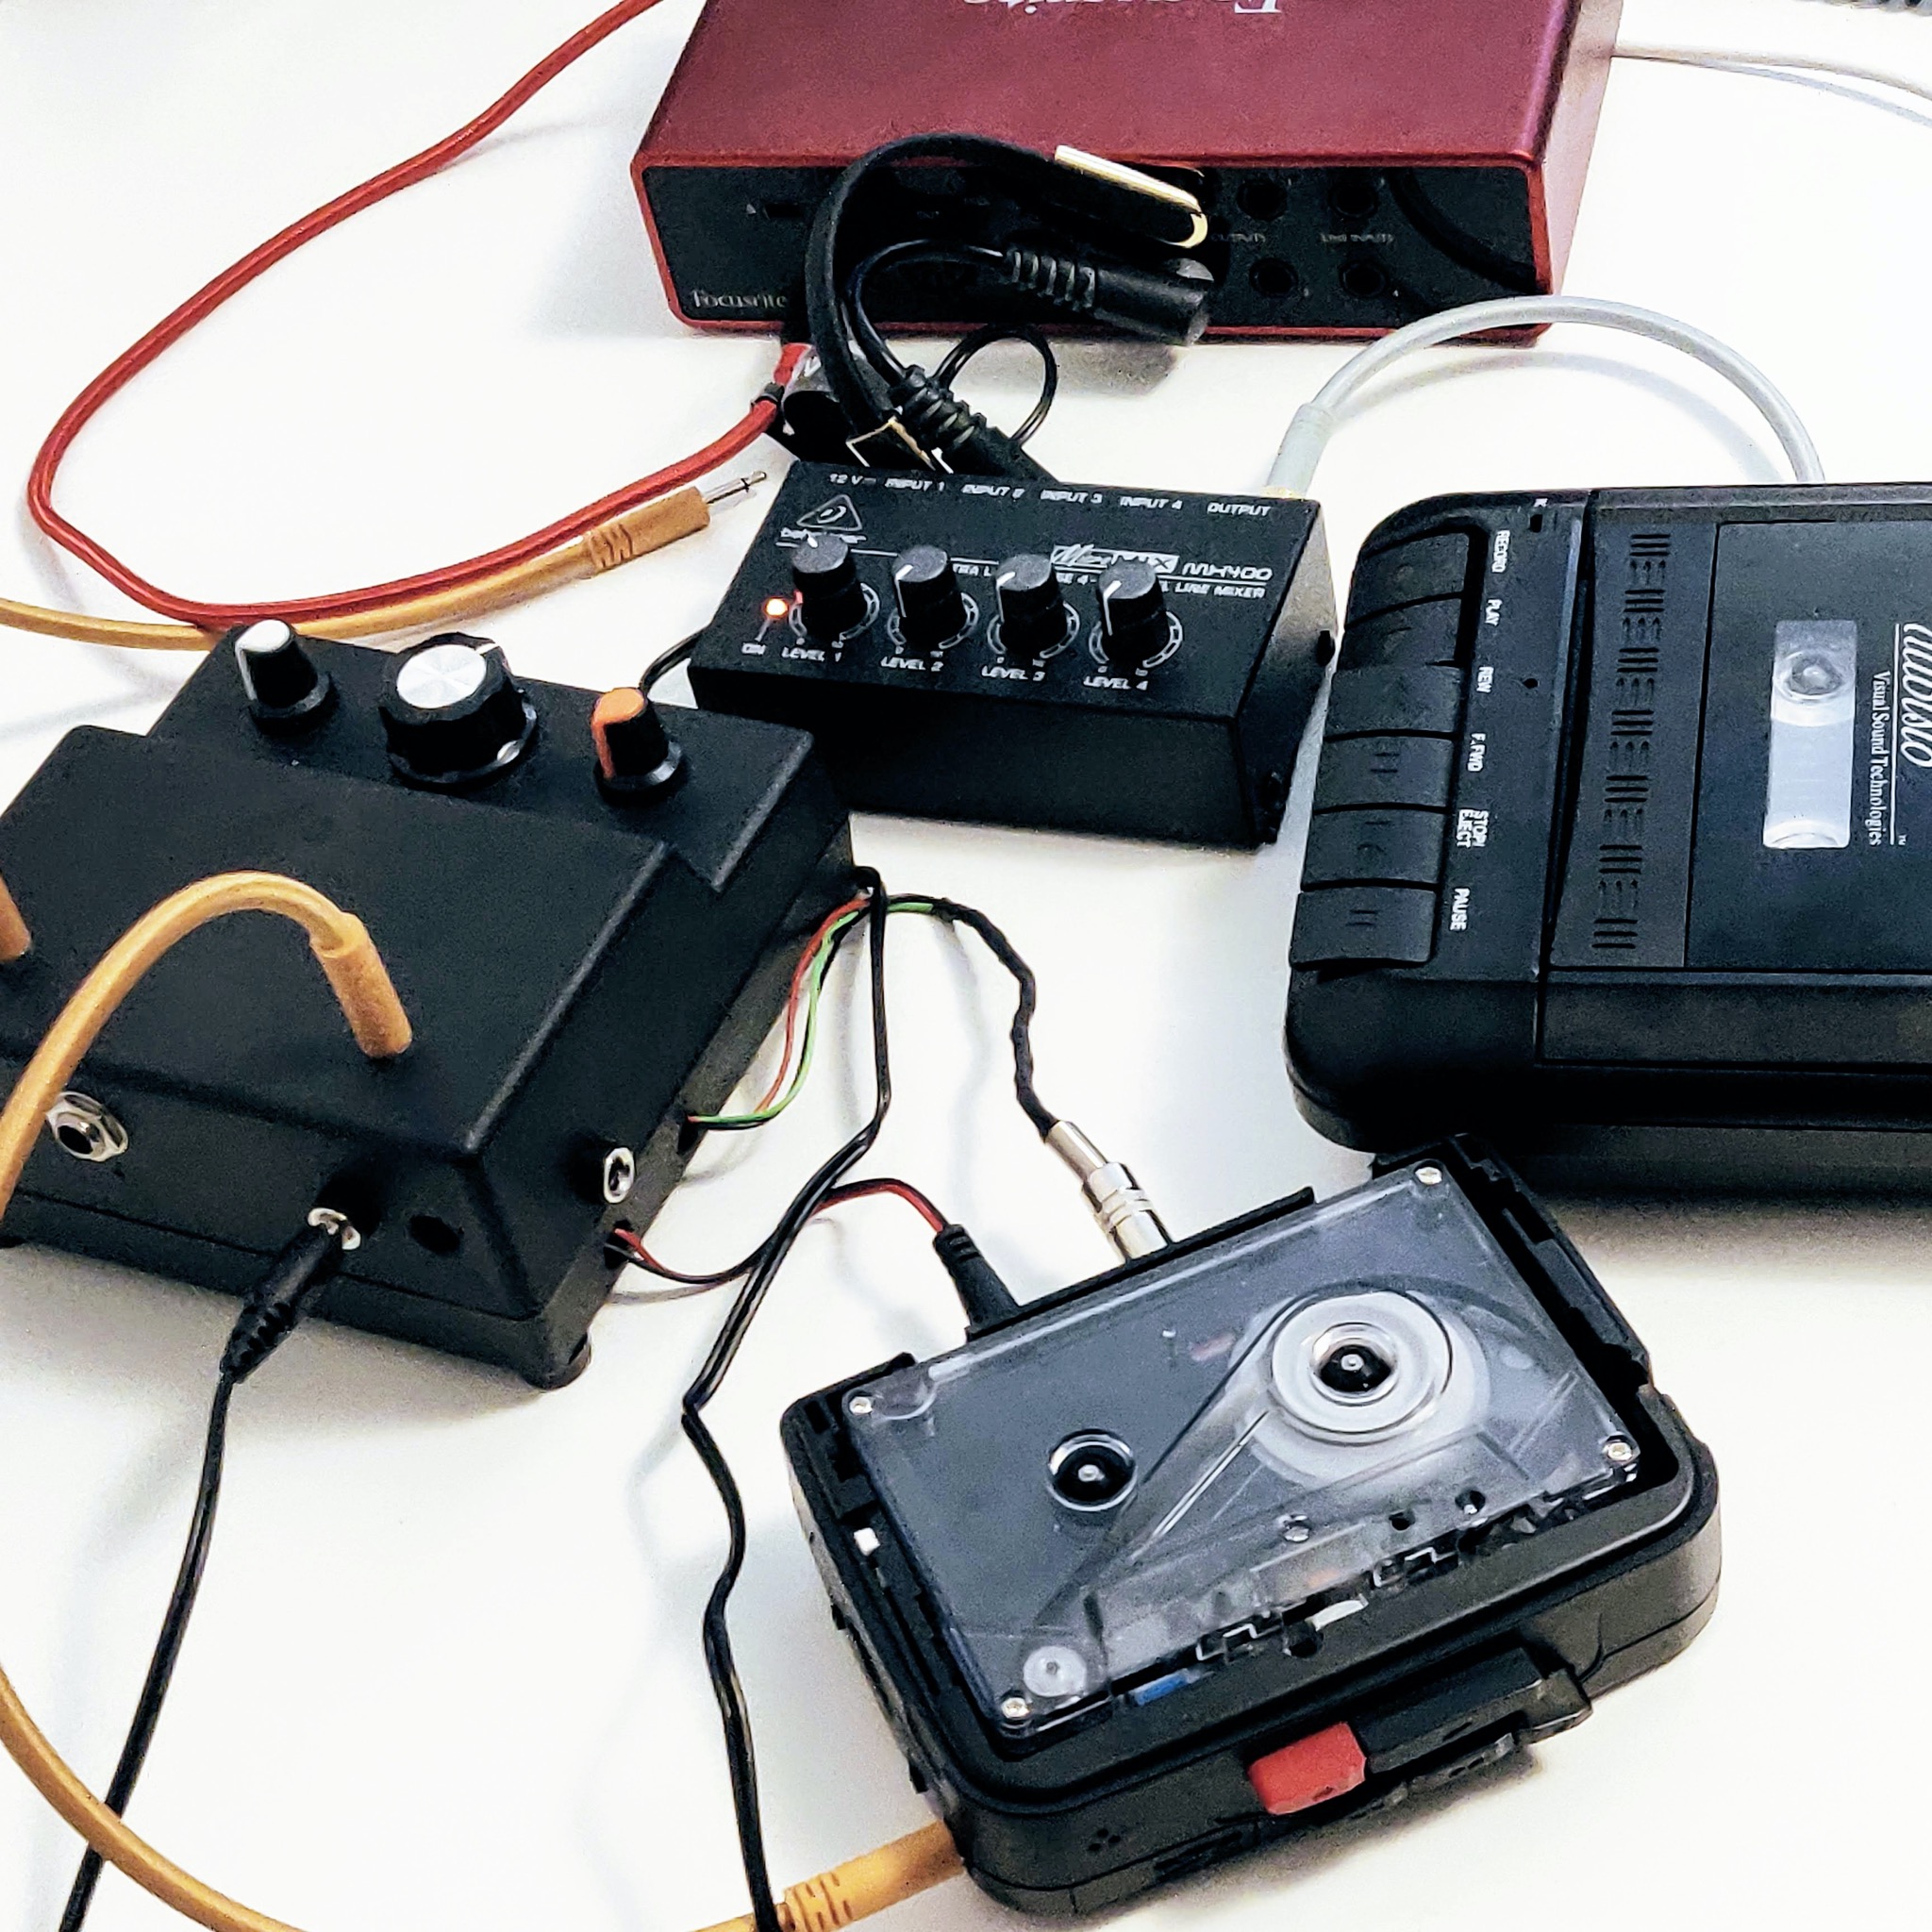 Focusrite
OUTPUTS
LINE INPUTS
Focusrite
12 V INPUT 1 INPUT 2 INPUT 3 INPUT 4 OUTPUT
behringer
MicroMIX MX400
LINE MIXER
ON LEVEL 1 LEVEL 2 LEVEL 3 LEVEL 4
RECORD
PLAY
REW
F.FWD
STOP/
EJECT
PAUSE
Visual Sound Technologies